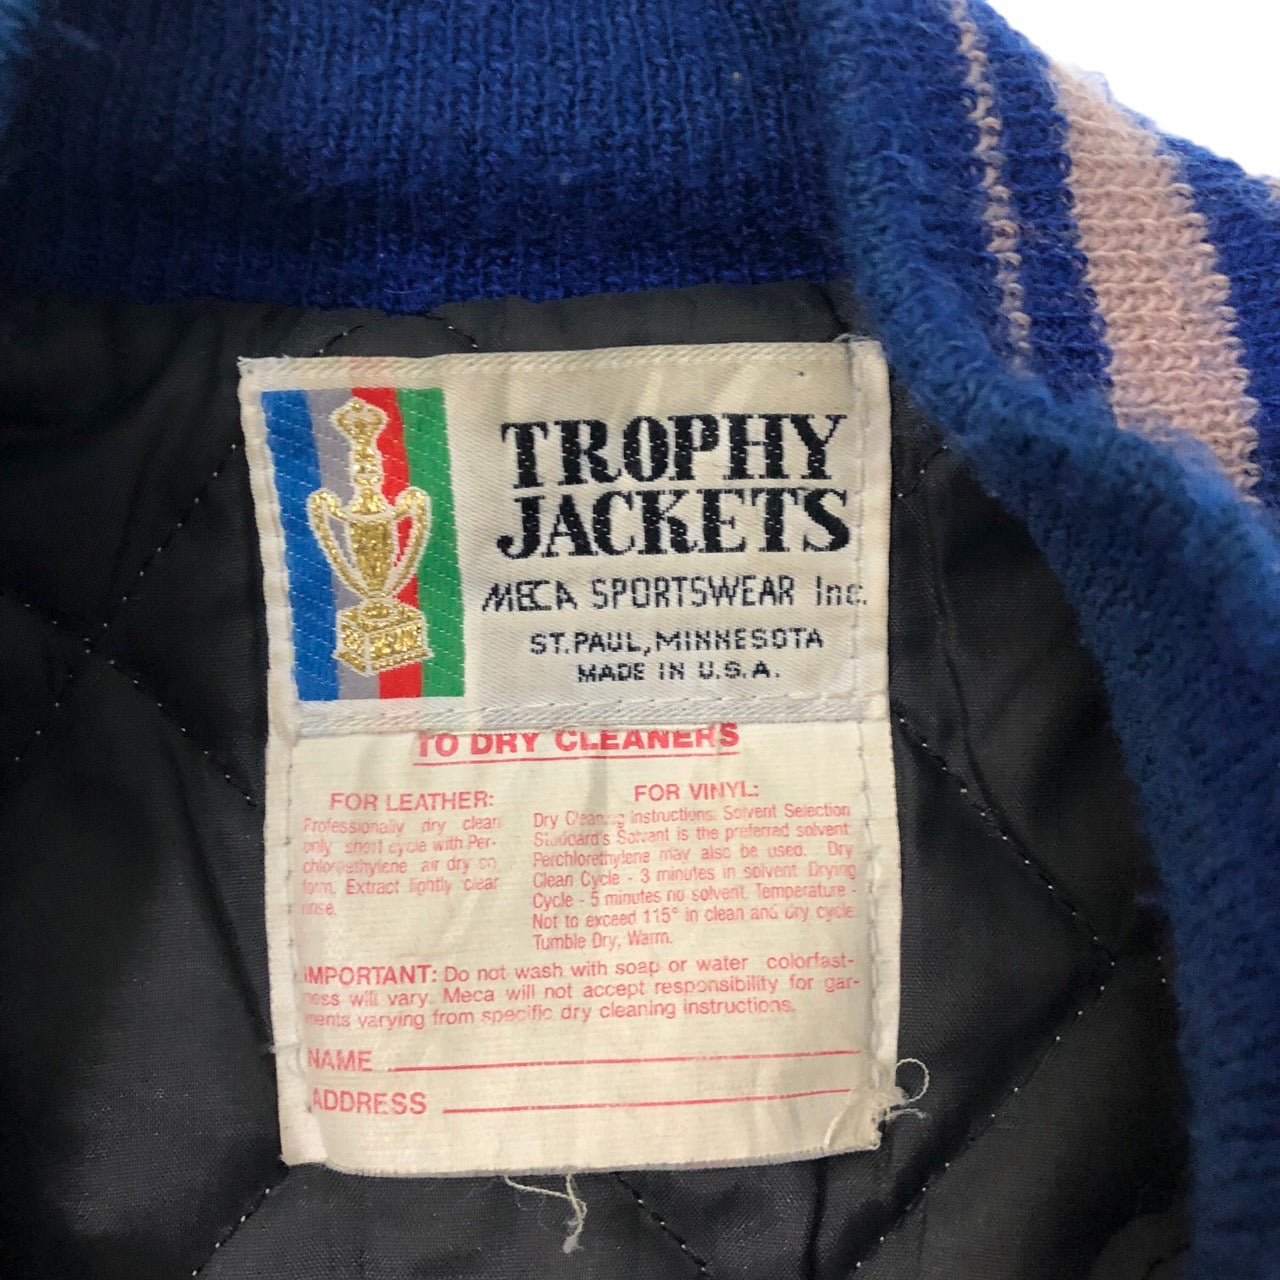 TROPHY
JACKETS
MECA SPORTSWEAR Inc.
ST. PAUL, MINNESOTA
MADE IN U.S.A.
TO DRY CLEANERS
FOR LEATHER:
Professionally dry clean
only short cycle with Per-
chloroethylene air dry on
form. Extract lightly clear
rinse.
FOR VINYL:
Dry Cleaning Instructions: Solvent Selection
Stoddard's Solvent is the preferred solvent
Perchlorethylene may also be used. Dry
Clean Cycle - 3 minutes in solvent Drying
Cycle - 5 minutes no solvent. Temperature -
Not to exceed 115° in clean and dry cycle
Tumble Dry, Warm.
IMPORTANT: Do not wash with soap or water colorfast-
ness will vary. Meca will not accept responsibility for gar-
ments varying from specific dry cleaning instructions.
NAME
ADDRESS